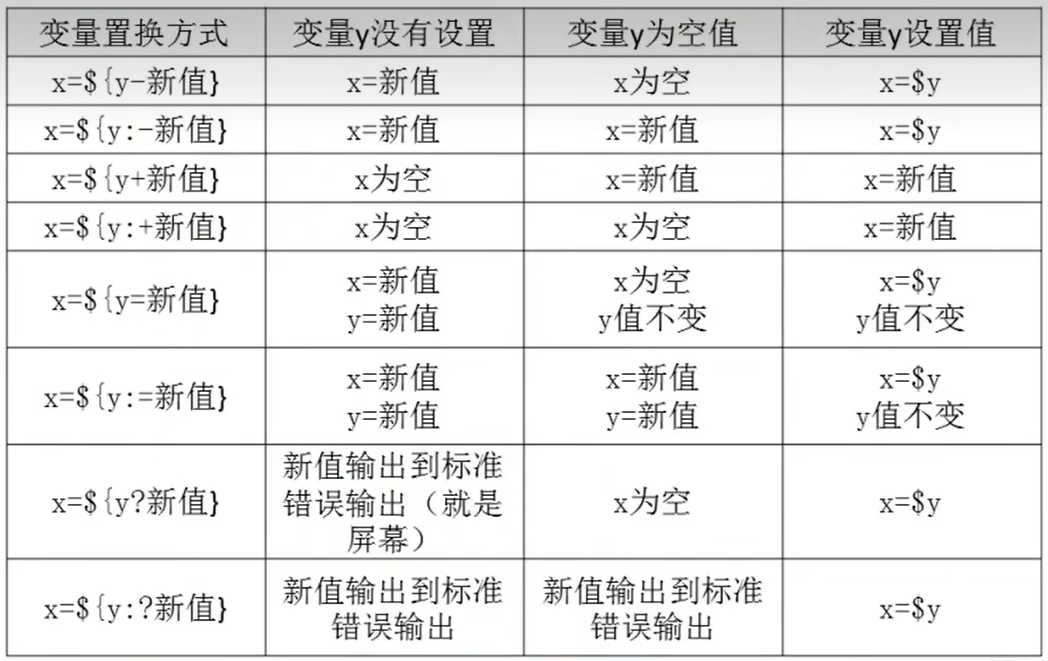 变量置换方式 变量y没有设置 变量y为空值 变量y设置值
x=${y-新值} x=新值 x为空 x=$y
x=${y:-新值} x=新值 x=新值 x=$y
x=${y+新值} x为空 x=新值 x=新值
x=${y:+新值} x为空 x为空 x=新值
x=${y=新值}
x=新值
y=新值
x为空
y值不变
x=$y
y值不变
x=${y:=新值}
x=新值
y=新值
x=新值
y=新值
x=$y
y值不变
x=${y?新值}
新值输出到标准
错误输出（就是
屏幕）
x为空
x=$y
x=${y:?新值}
新值输出到标准
错误输出
新值输出到标准
错误输出
x=$y